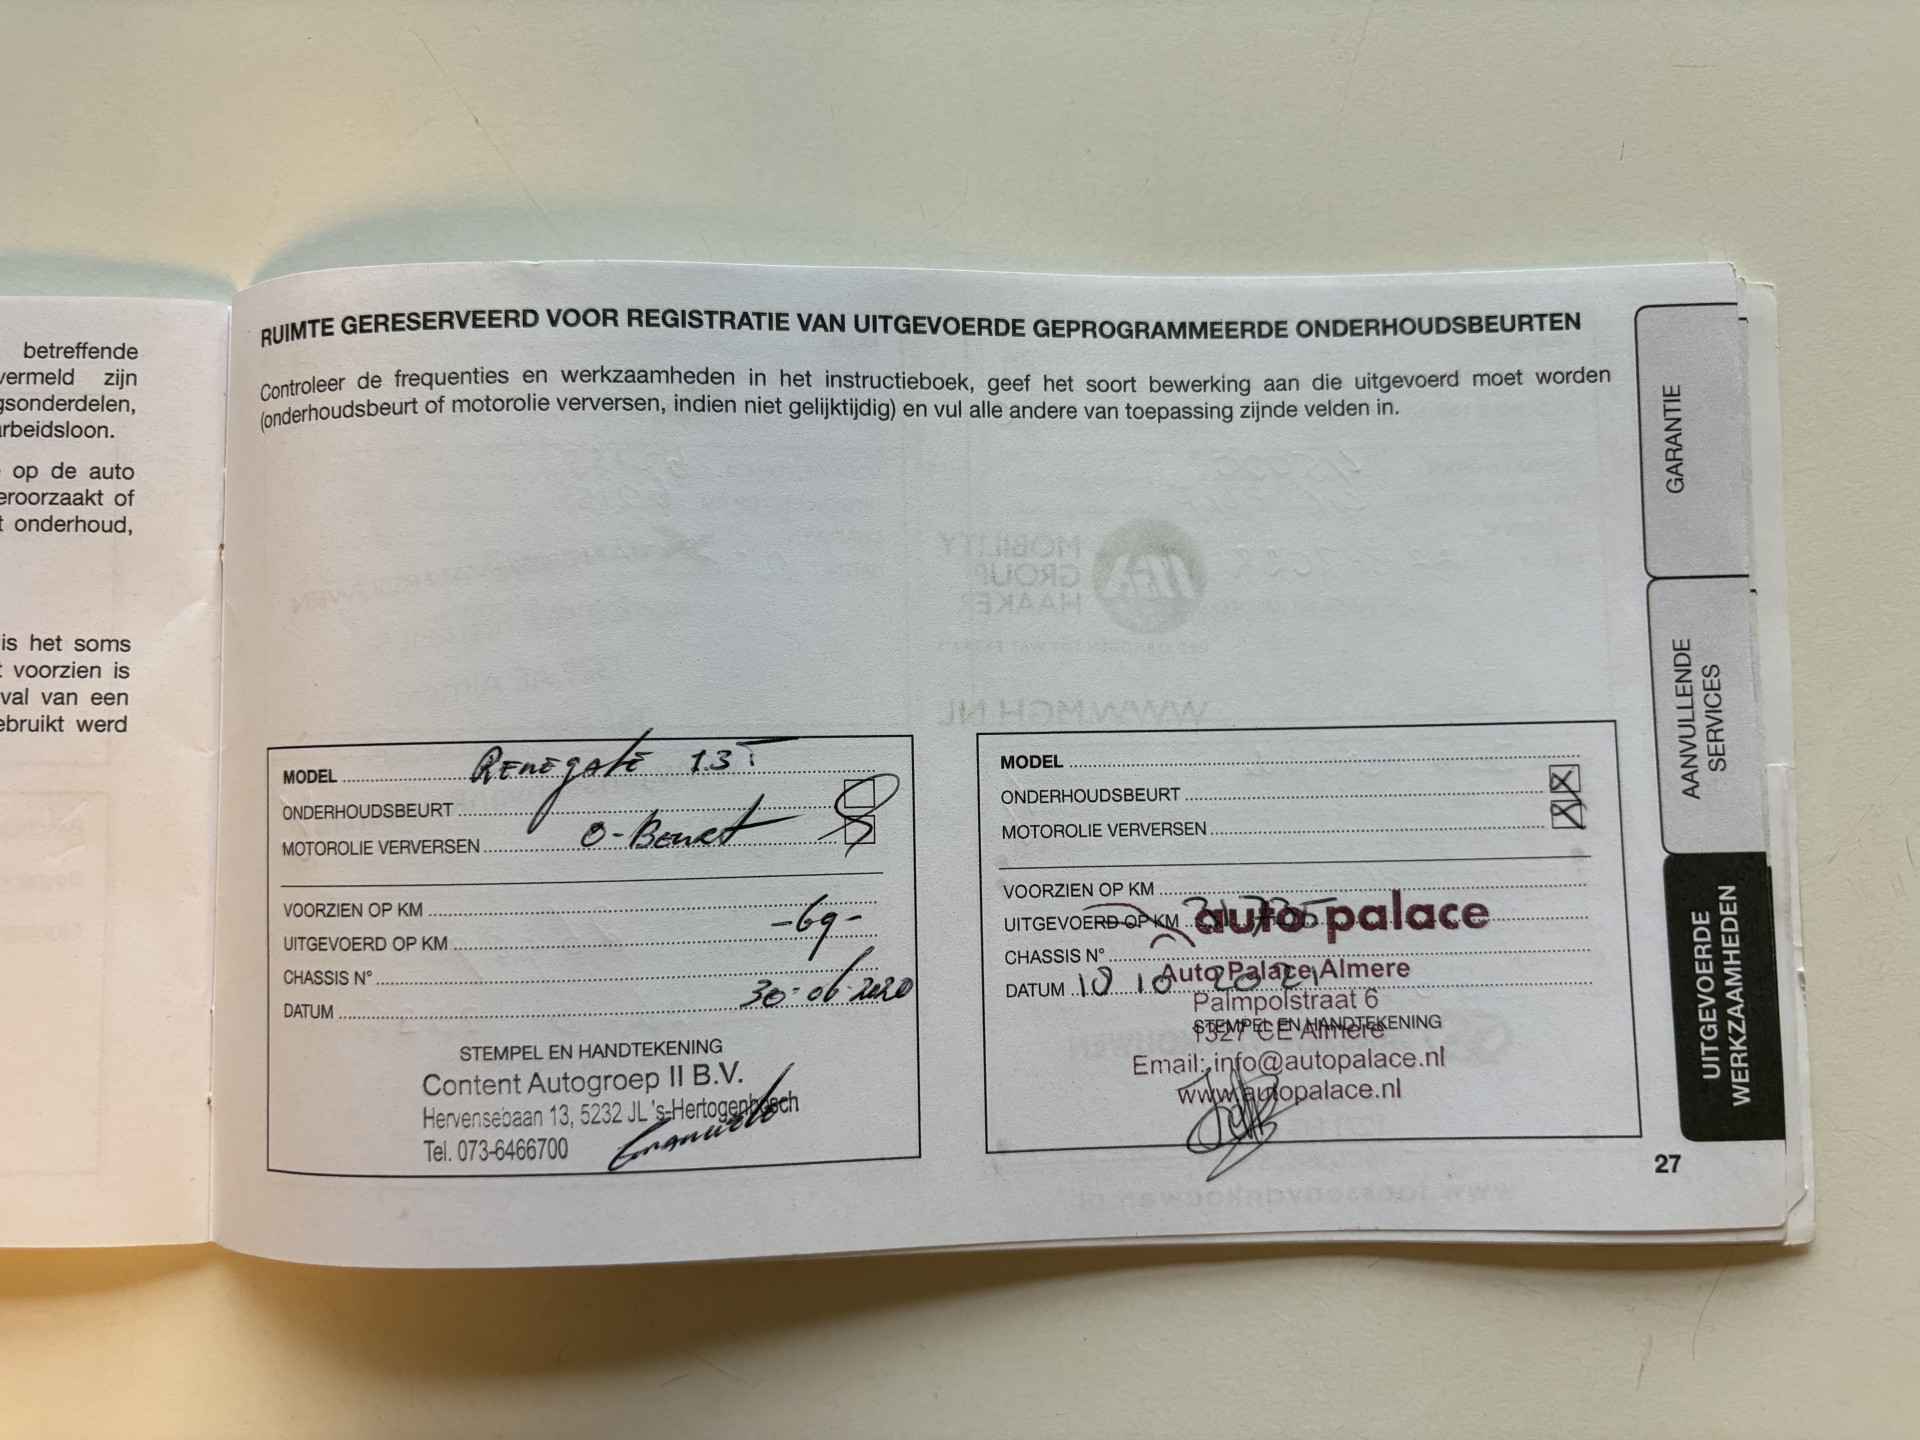 betreffende
vermeld zijn
gsonderdelen,
arbeidsloon.
op de auto
eroorzaakt of
t onderhoud,
is het soms
t voorzien is
val van een
ebruikt werd
RUIMTE GERESERVEERD VOOR REGISTRATIE VAN UITGEVOERDE GEPROGRAMMEERDE ONDERHOUDSBEURTEN
Controleer de frequenties en werkzaamheden in het instructieboek, geef het soort bewerking aan die uitgevoerd moet worden
(onderhoudsbeurt of motorolie verversen, indien niet gelijktijdig) en vul alle andere van toepassing zijnde velden in.
MODEL Renegate 1.3T
ONDERHOUDSBEURT
MOTOROLIE VERVERSEN O-Beurt
VOORZIEN OP KM
UITGEVOERD OP KM -69-
CHASSIS N°
DATUM 30-06-2020
STEMPEL EN HANDTEKENING
Content Autogroep II B.V.
Hervensebaan 13, 5232 JL 's-Hertogenbosch
Tel. 073-6466700
MODEL
ONDERHOUDSBEURT
MOTOROLIE VERVERSEN
VOORZIEN OP KM
UITGEVOERD OP KM
auto palace
CHASSIS N°
Auto Palace Almere
DATUM 18 10 2021
Palmpolstraat 6
STEMPEL EN HANDTEKENING
1327 CE Almere
Email: info@autopalace.nl
www.autopalace.nl
27
GARANTIE
AANVULLENDE
SERVICES
UITGEVOERDE
WERKZAAMHEDEN